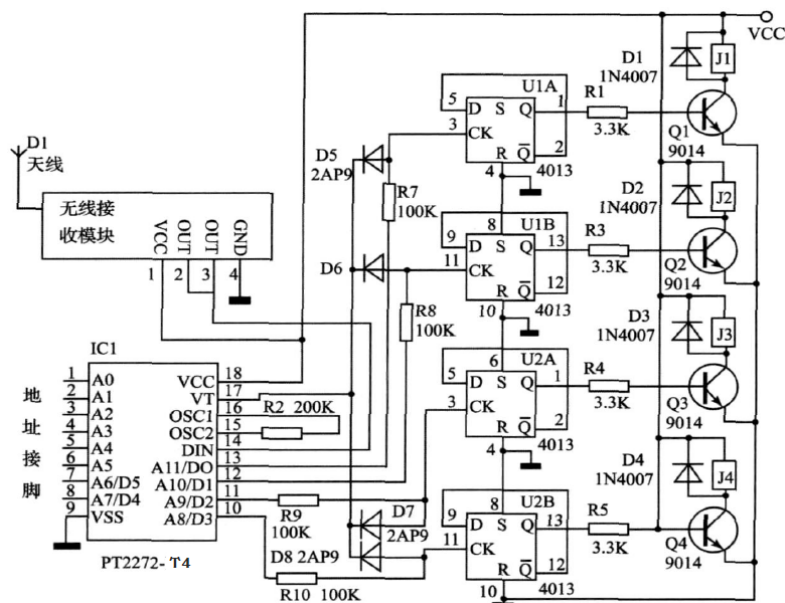 VCC
D1
1N4007
J1
U1A
5
D
S
Q
1
R1
3.3K
3
CK
Q1
9014
R
Q̅
2
4
4013
D1
天线
D5
2AP9
R7
100K
无线接
收模块
VCC
OUT
OUT
GND
1
2
3
4
D2
1N4007
J2
8
U1B
9
D
S
Q
13
R3
3.3K
D6
11
CK
Q2
9014
R
Q̅
12
10
4013
R8
100K
D3
1N4007
J3
6
U2A
5
D
S
Q
1
R4
3.3K
3
CK
Q3
9014
R
Q̅
2
4
4013
IC1
地址接脚
1
A0
VCC
18
2
A1
VT
17
3
A2
OSC1
16
R2 200K
4
A3
OSC2
15
5
A4
DIN
14
6
A5
A11/DO
13
7
A6/D5
A10/D1
12
8
A7/D4
A9/D2
11
9
VSS
A8/D3
10
PT2272-T4
R9
100K
D7
2AP9
D8 2AP9
R10 100K
D4
1N4007
J4
8
U2B
9
D
S
Q
13
R5
3.3K
11
CK
Q4
9014
R
Q̅
12
10
4013